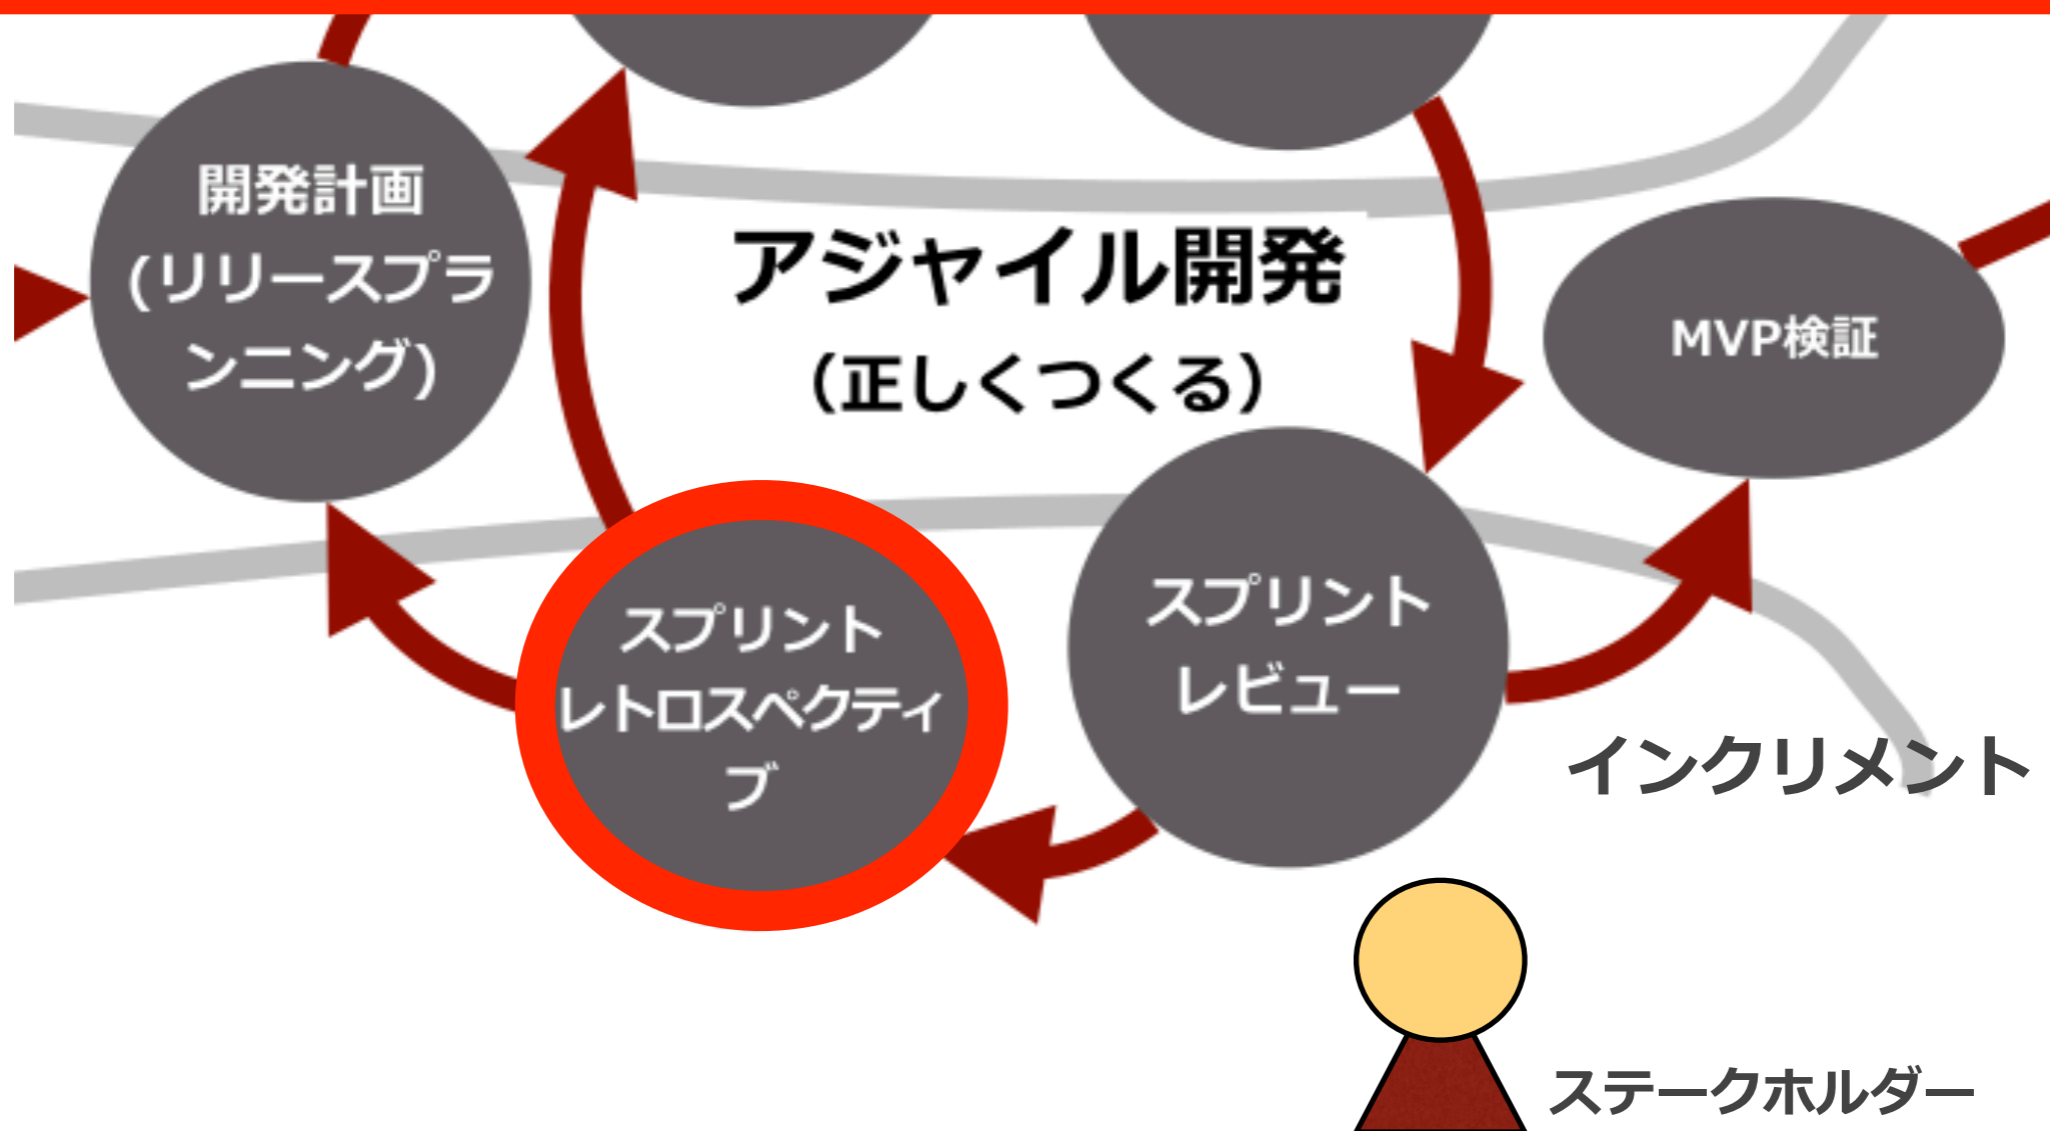 開発計画
(リリースプラ
ンニング)
アジャイル開発
（正しくつくる）
MVP検証
スプリント
レトロスペクティ
ブ
スプリント
レビュー
インクリメント
ステークホルダー